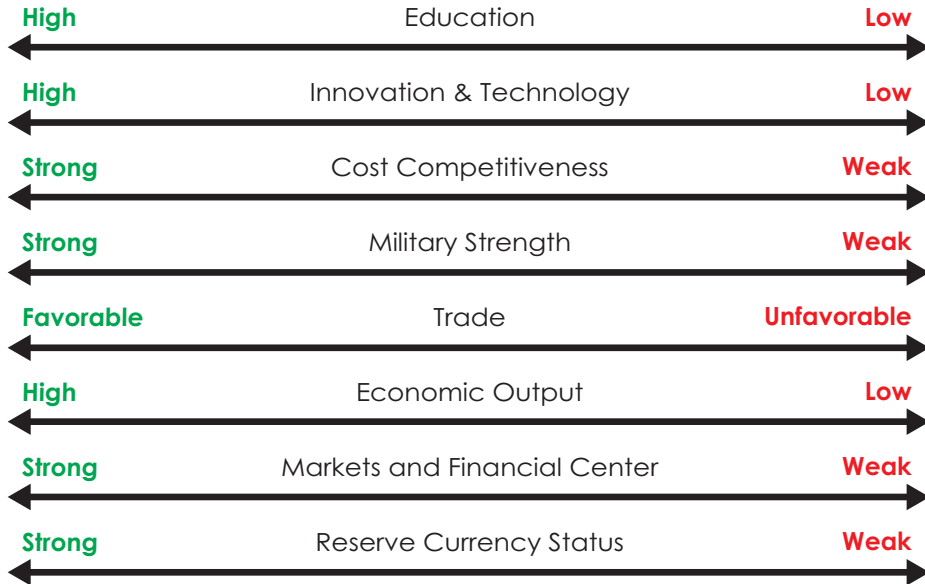 High Education Low
High Innovation & Technology Low
Strong Cost Competitiveness Weak
Strong Military Strength Weak
Favorable Trade Unfavorable
High Economic Output Low
Strong Markets and Financial Center Weak
Strong Reserve Currency Status Weak